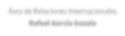 Área de Relaciones Internacionales
Rafael García Gozalo